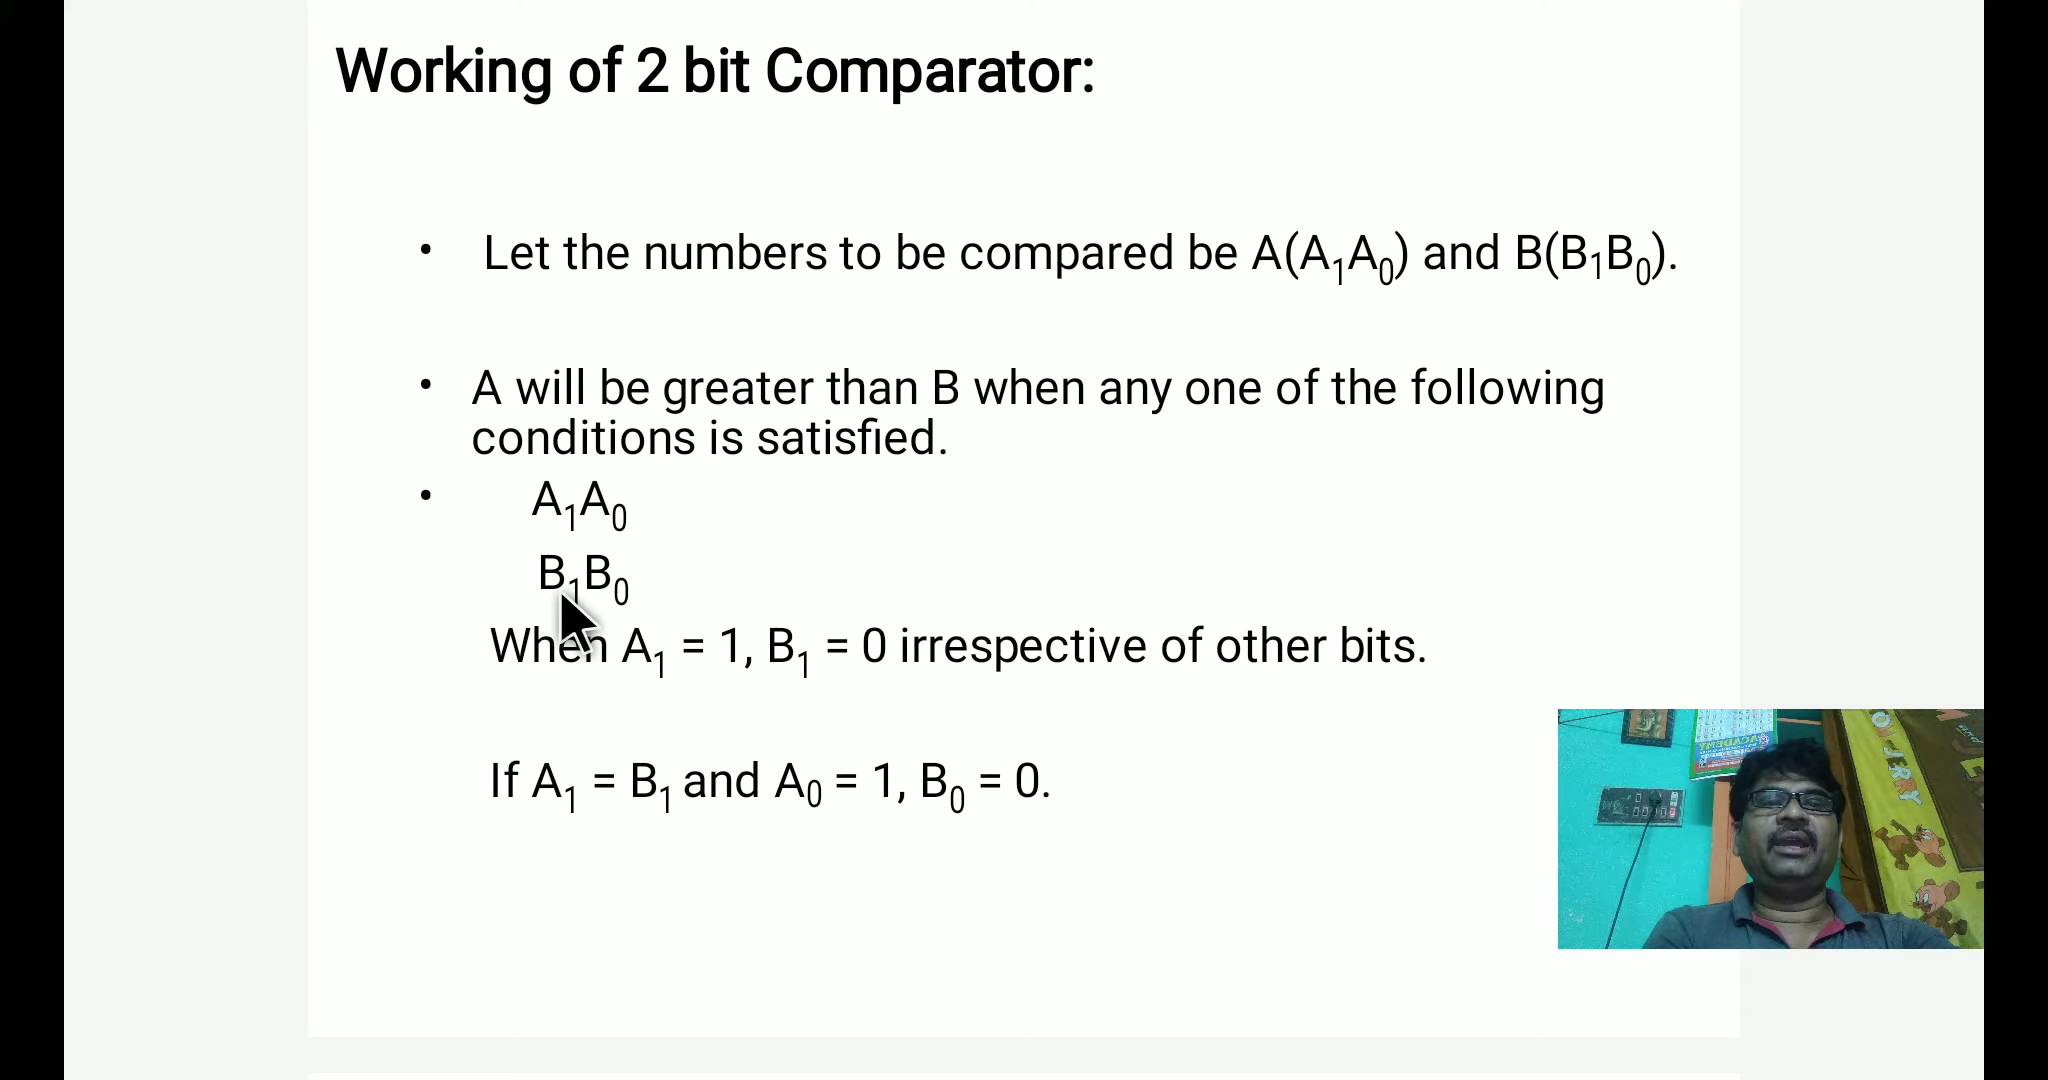 Working of 2 bit Comparator:
• Let the numbers to be compared be A(A₁A₀) and B(B₁B₀).
• A will be greater than B when any one of the following
conditions is satisfied.
• A₁A₀
B₁B₀
When A₁ = 1, B₁ = 0 irrespective of other bits.
If A₁ = B₁ and A₀ = 1, B₀ = 0.
ACADEMY
JERRY